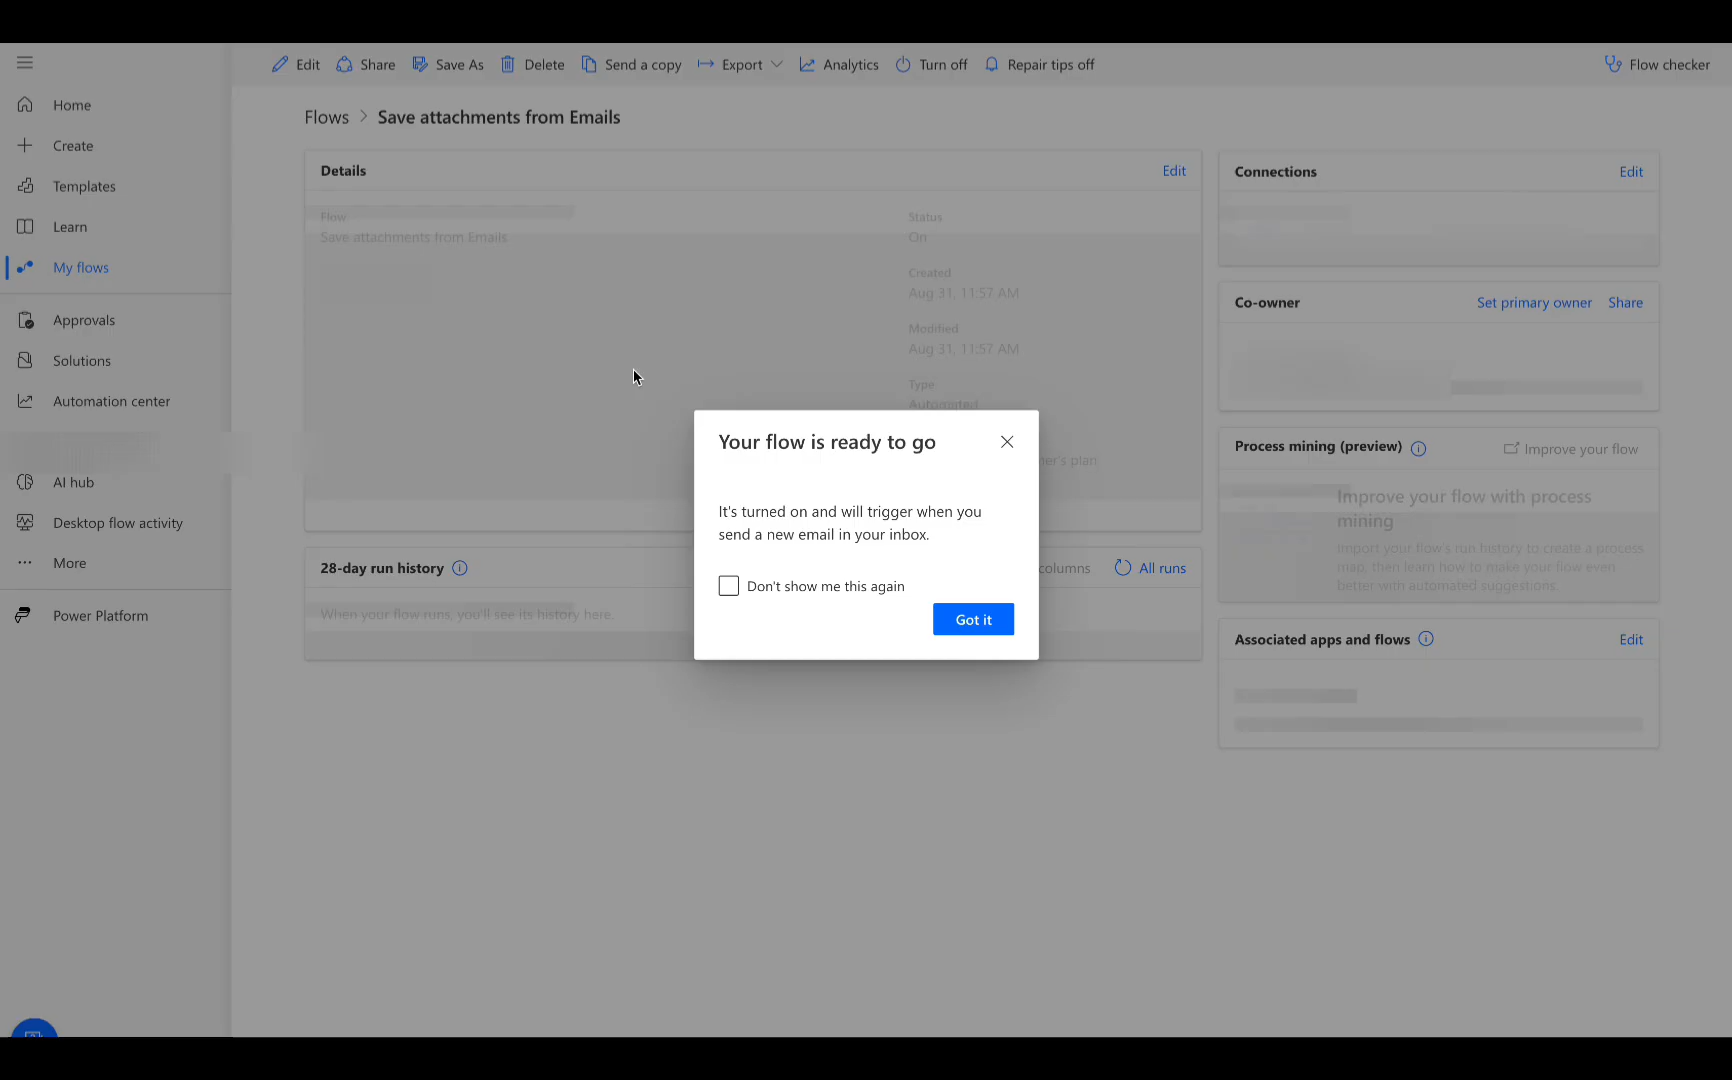 Edit
Share
Save As
Delete
Send a copy
Export
Analytics
Turn off
Repair tips off
Flow checker
Home
Create
Templates
Learn
My flows
Approvals
Solutions
Automation center
AI hub
Desktop flow activity
More
Power Platform
Flows > Save attachments from Emails
Details
Edit
Flow
Save attachments from Emails
Status
On
Created
Aug 31, 11:57 AM
Modified
Aug 31, 11:57 AM
Type
Automated
plan
28-day run history
columns
All runs
When your flow runs, you'll see its history here.
Your flow is ready to go
It's turned on and will trigger when you
send a new email in your inbox.
Don't show me this again
Got it
Connections
Edit
Co-owner
Set primary owner
Share
Process mining (preview)
Improve your flow
Improve your flow with process
mining
Import your flow's run history to create a process
map, then learn how to make your flow even
better with automated suggestions.
Associated apps and flows
Edit